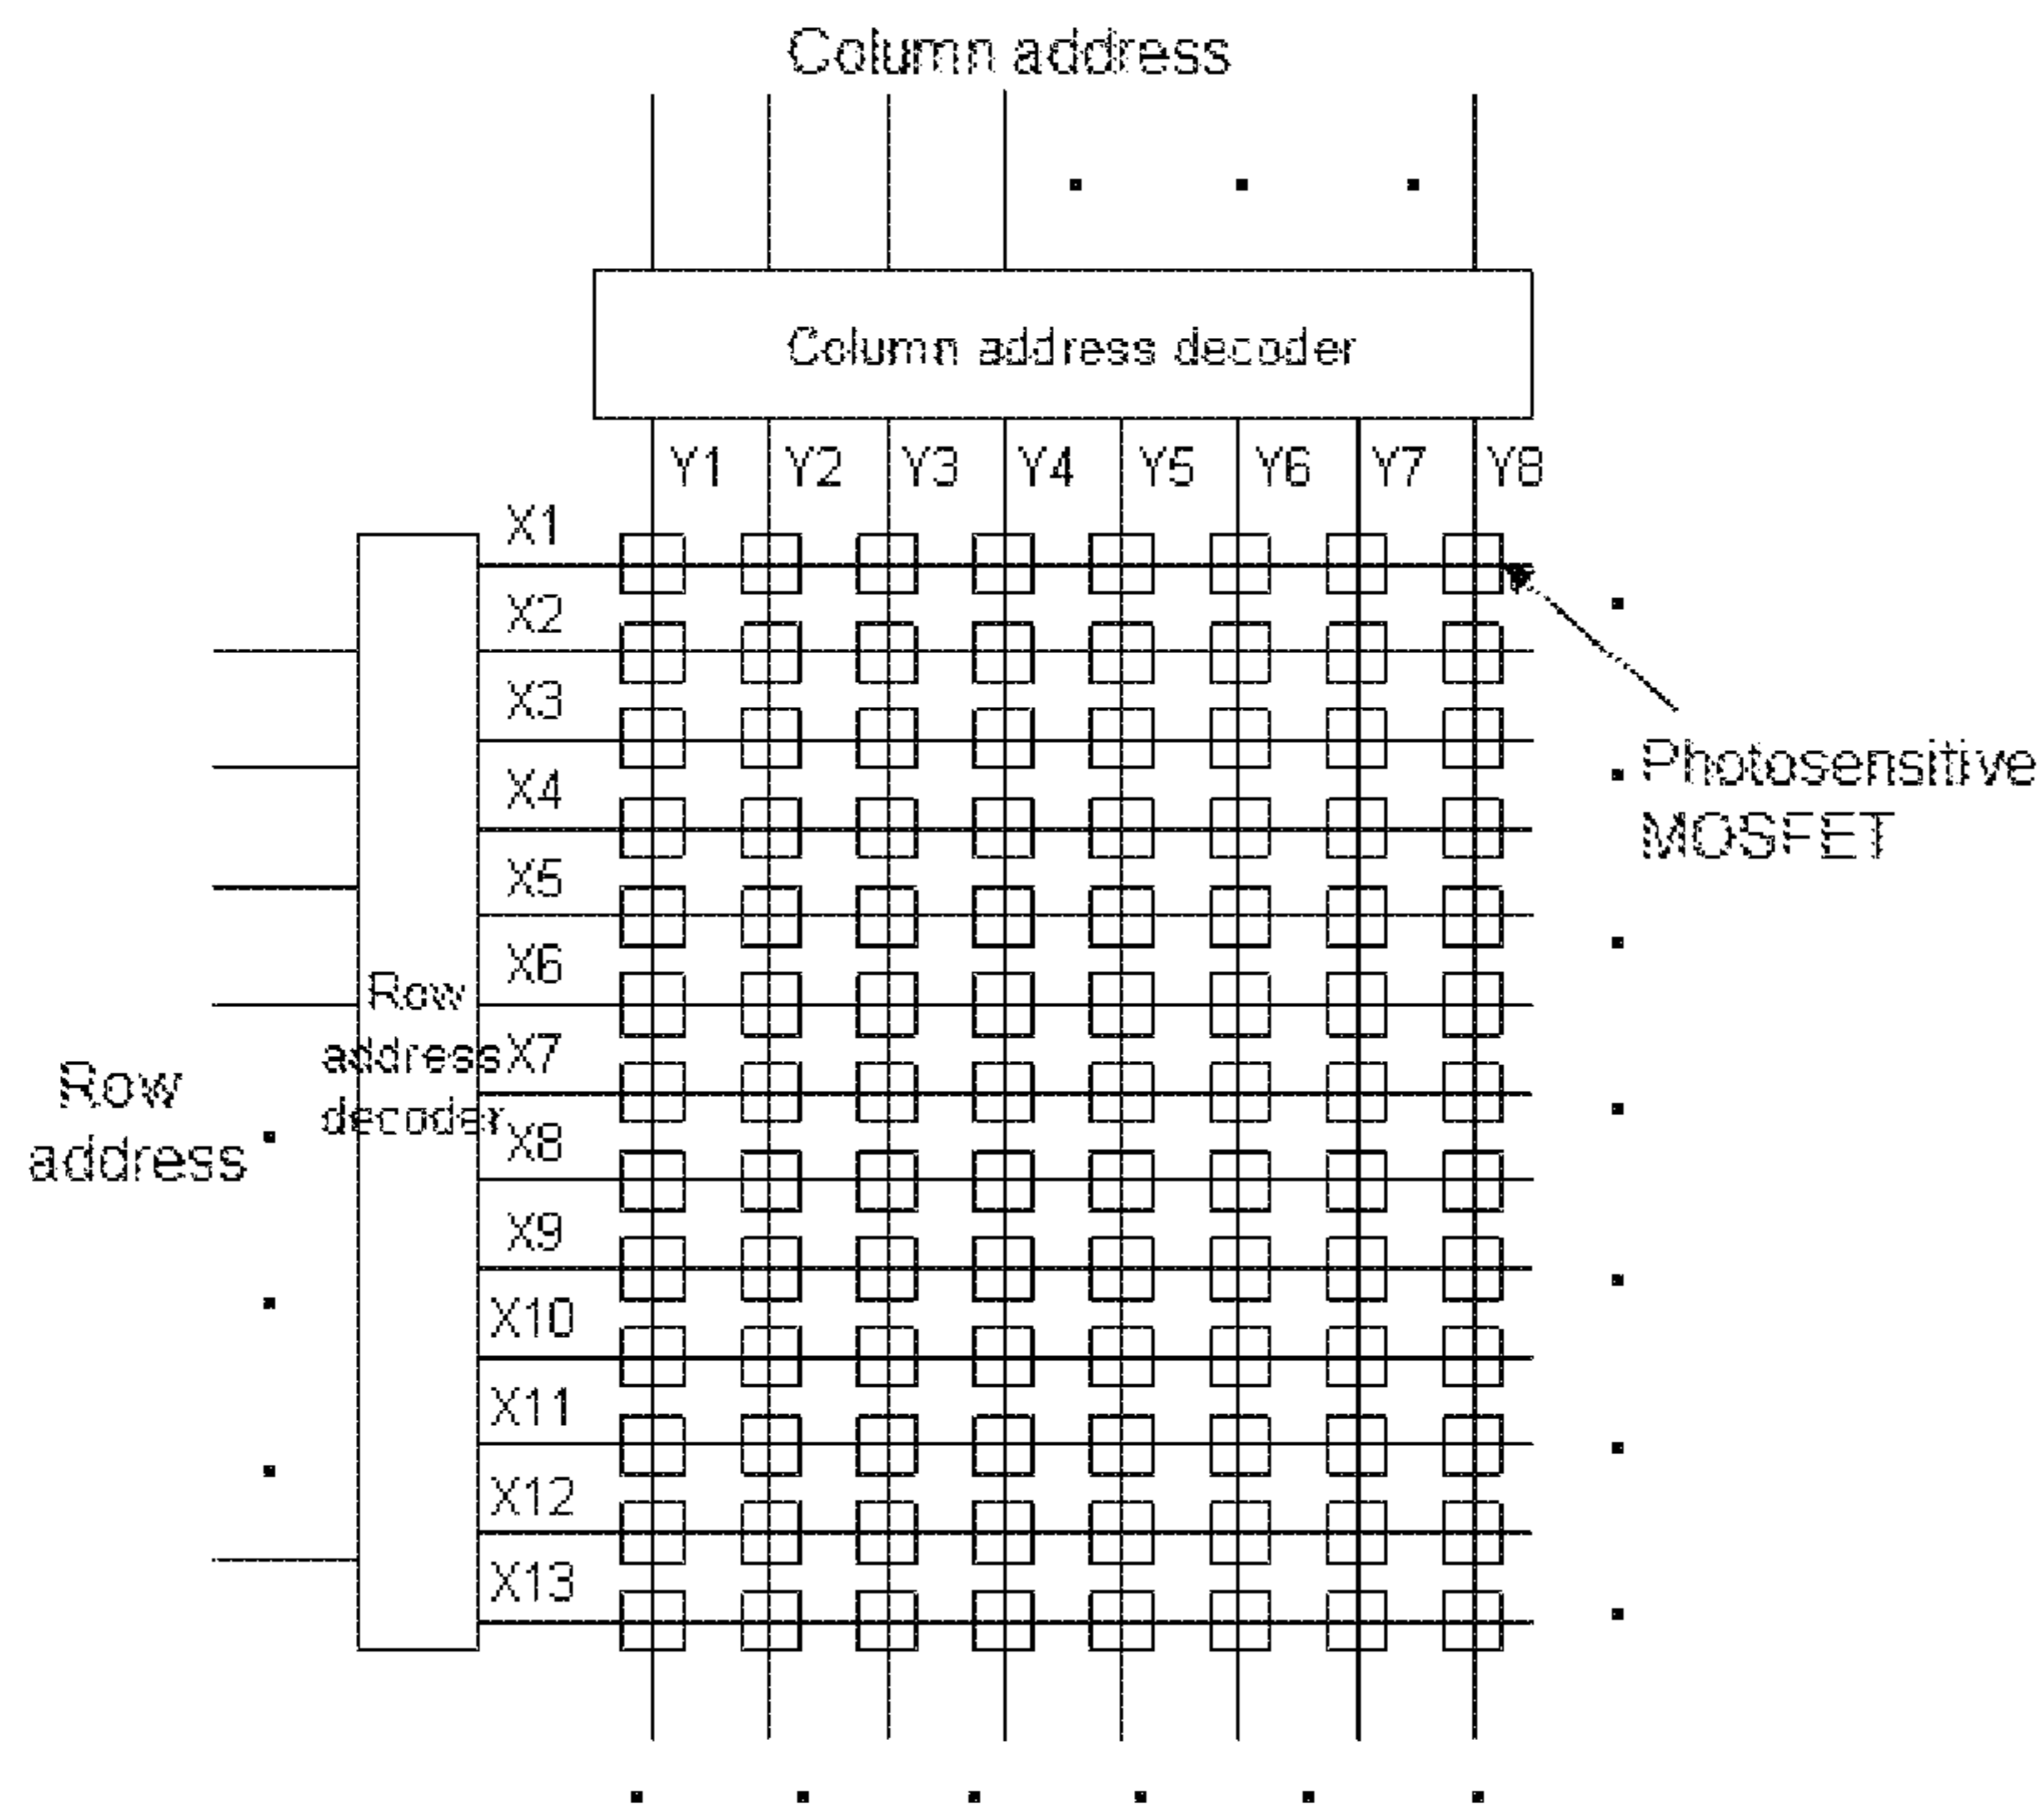 Column address
Column address decoder
Y1 Y2 Y3 Y4 Y5 Y6 Y7 Y8
X1
X2
X3
Photosensitive
MOSFET
X4
X5
X6
Row
address
decoder
X7
Row
address
X8
X9
X10
X11
X12
X13